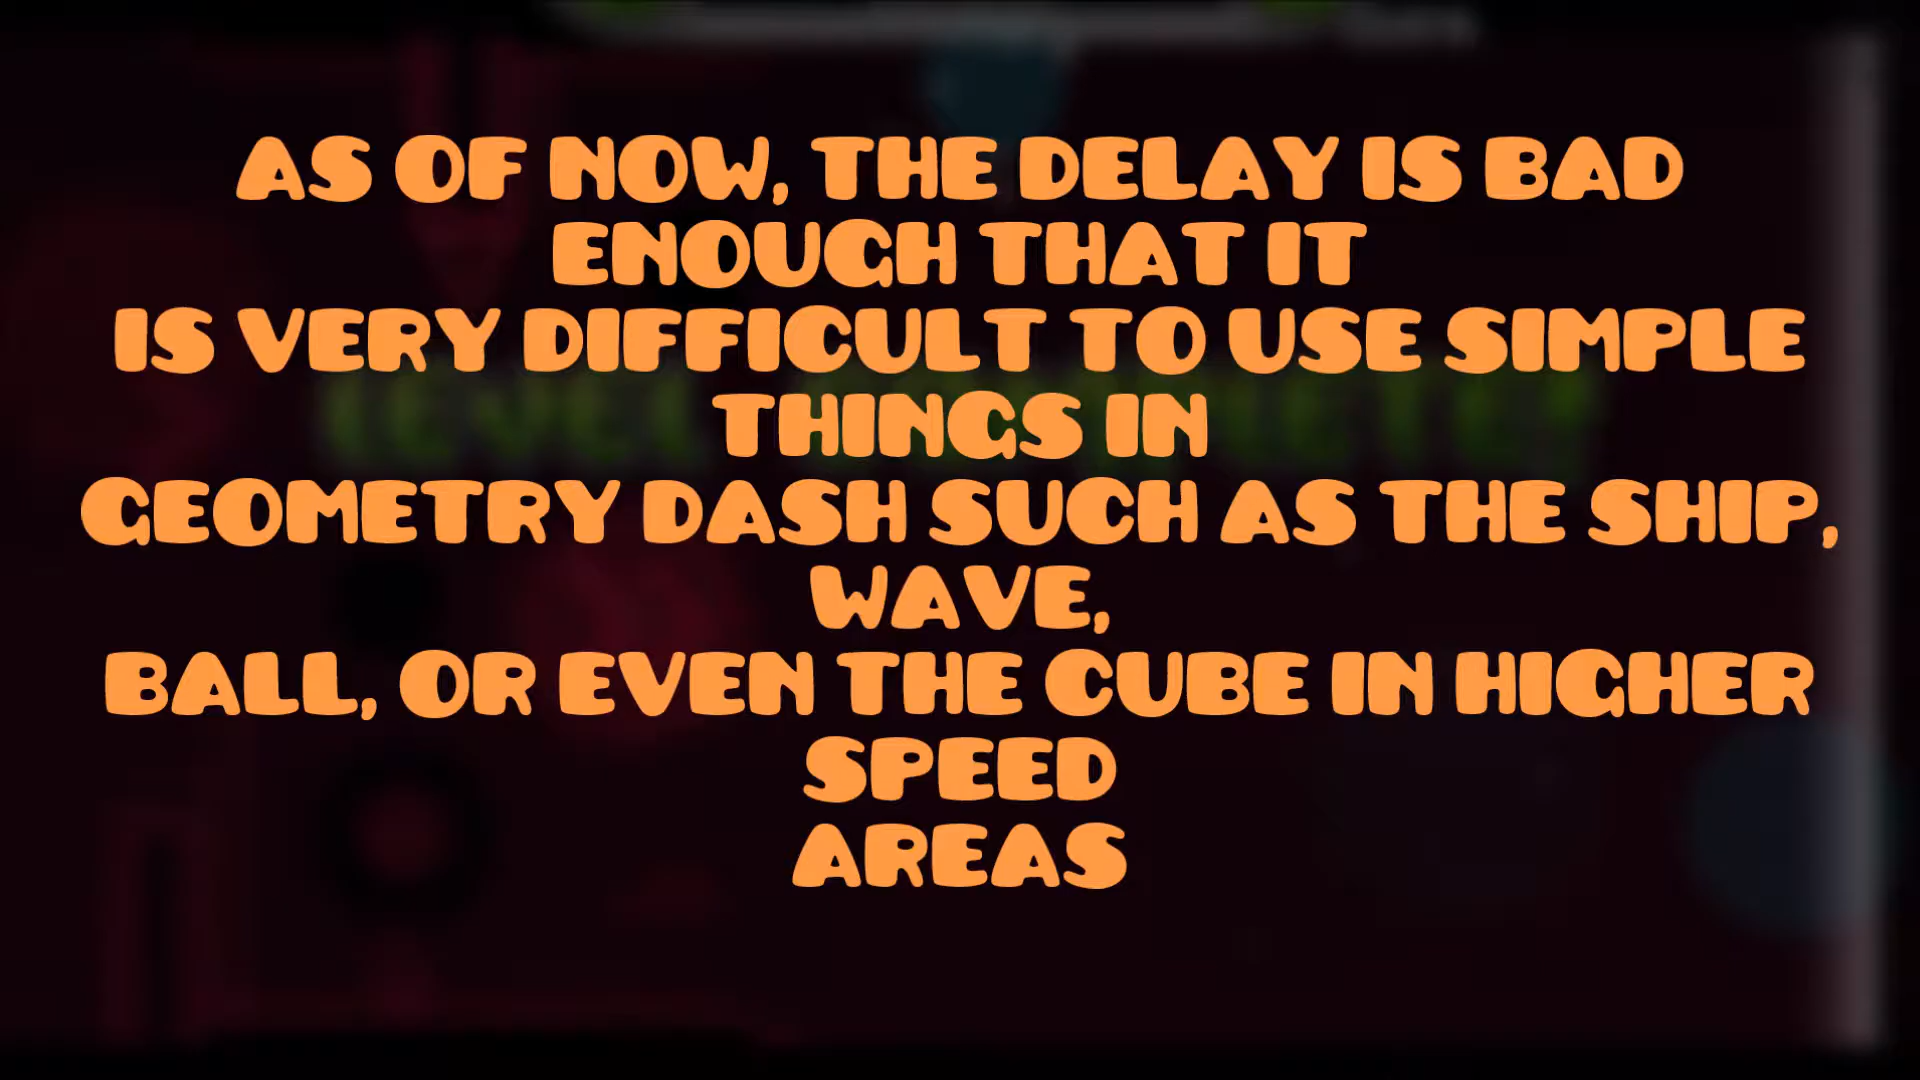 AS OF NOW, THE DELAY IS BAD
ENOUGH THAT IT
IS VERY DIFFICULT TO USE SIMPLE
THINGS IN
GEOMETRY DASH SUCH AS THE SHIP,
WAVE,
BALL, OR EVEN THE CUBE IN HIGHER
SPEED
AREAS